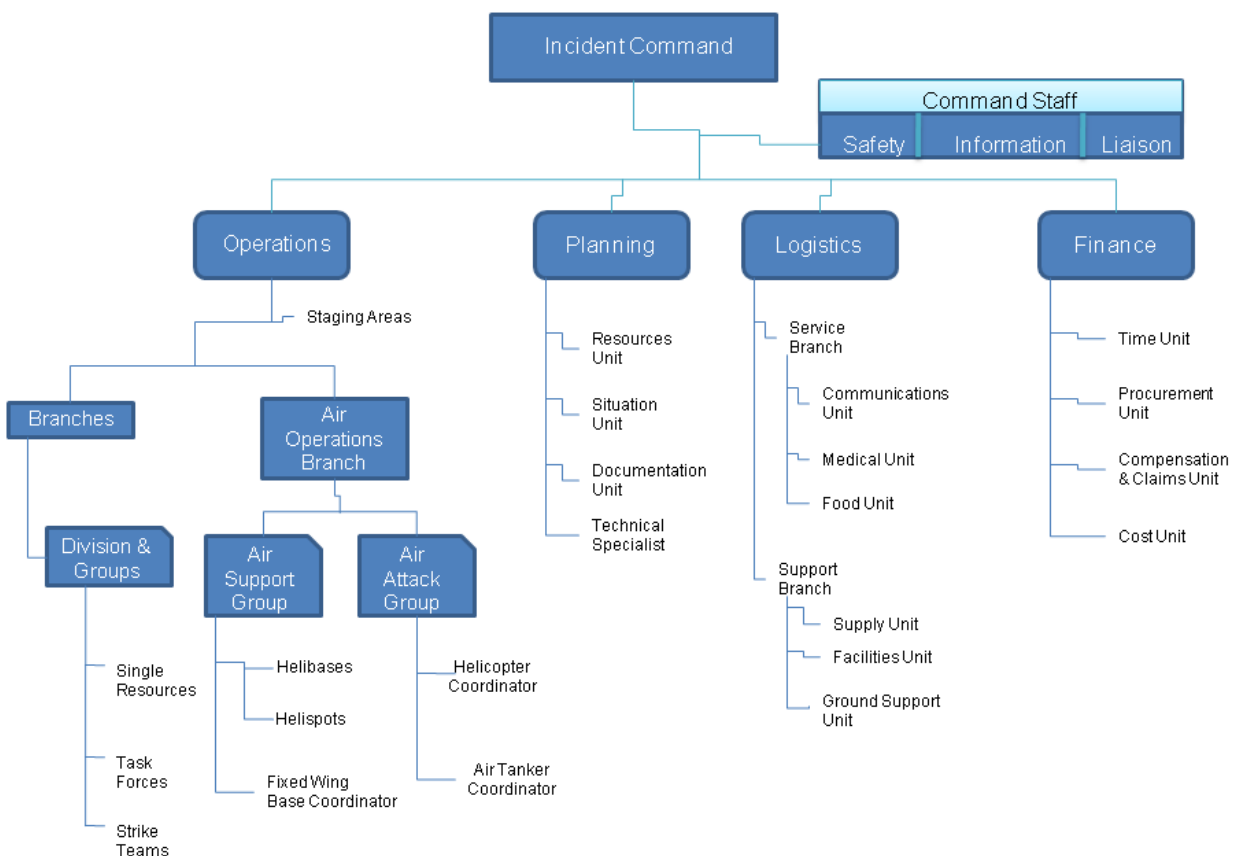 Incident Command
Command Staff
Safety
Information
Liaison
Operations
Planning
Logistics
Finance
Staging Areas
Branches
Air
Operations
Branch
Division &
Groups
Air
Support
Group
Air
Attack
Group
Single
Resources
Task
Forces
Strike
Teams
Helibases
Helispots
Fixed Wing
Base Coordinator
Helicopter
Coordinator
Air Tanker
Coordinator
Resources
Unit
Situation
Unit
Documentation
Unit
Technical
Specialist
Service
Branch
Communications
Unit
Medical Unit
Food Unit
Support
Branch
Supply Unit
Facilities Unit
Ground Support
Unit
Time Unit
Procurement
Unit
Compensation
& Claims Unit
Cost Unit